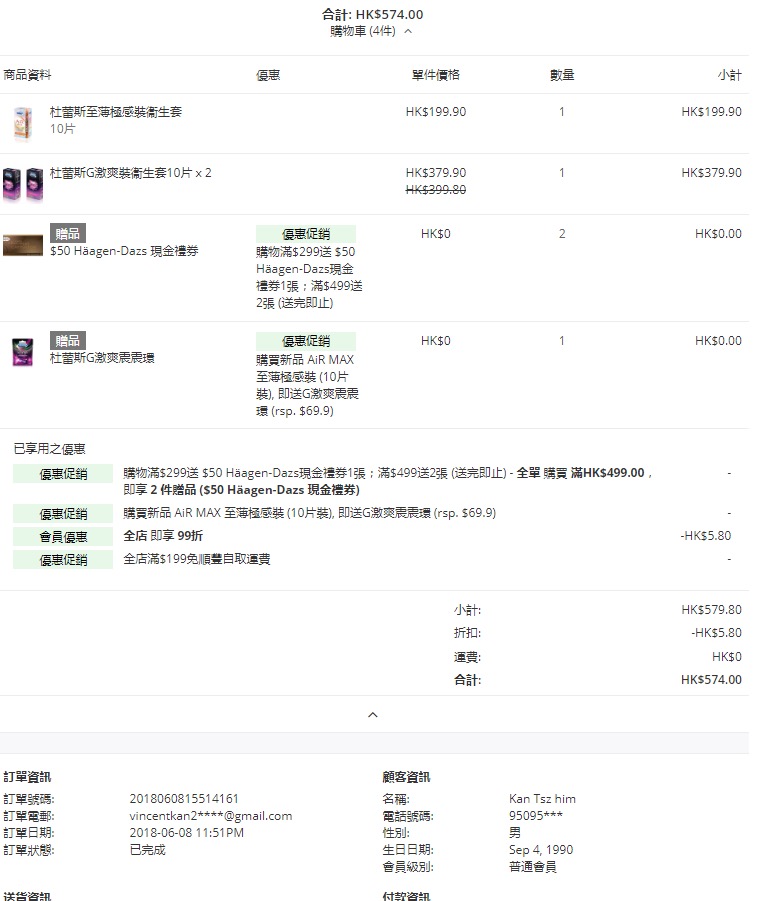 合計: HK$574.00
購物車 (4件)
商品資料 優惠 單件價格 數量 小計
杜蕾斯至薄極感裝衞生套 HK$199.90 1 HK$199.90
10片
杜蕾斯G激爽裝衞生套10片 x 2 HK$379.90 1 HK$379.90
HK$399.80
贈品 優惠促銷 HK$0 2 HK$0.00
$50 Häagen-Dazs 現金禮券 購物滿$299送 $50
Häagen-Dazs現金
禮券1張；滿$499送
2張 (送完即止)
贈品 優惠促銷 HK$0 1 HK$0.00
杜蕾斯G激爽震震環 購買新品 AiR MAX
至薄極感裝 (10片
裝), 即送G激爽震震
環 (rsp. $69.9)
已享用之優惠
優惠促銷 購物滿$299送 $50 Häagen-Dazs現金禮券1張；滿$499送2張 (送完即止) - 全單 購買 滿HK$499.00， -
即享 2 件贈品 ($50 Häagen-Dazs 現金禮券)
優惠促銷 購買新品 AiR MAX 至薄極感裝 (10片裝), 即送G激爽震震環 (rsp. $69.9) -
會員優惠 全店 即享 99折 -HK$5.80
優惠促銷 全店滿$199免順豐自取運費 -
小計: HK$579.80
折扣: -HK$5.80
運費: HK$0
合計: HK$574.00
訂單資訊 顧客資訊
訂單號碼: 2018060815514161 名稱: Kan Tsz him
訂單電郵: vincentkan2****@gmail.com 電話號碼: 95095***
訂單日期: 2018-06-08 11:51PM 性別: 男
訂單狀態: 已完成 生日日期: Sep 4, 1990
會員級別: 普通會員
送貨資訊 付款資訊